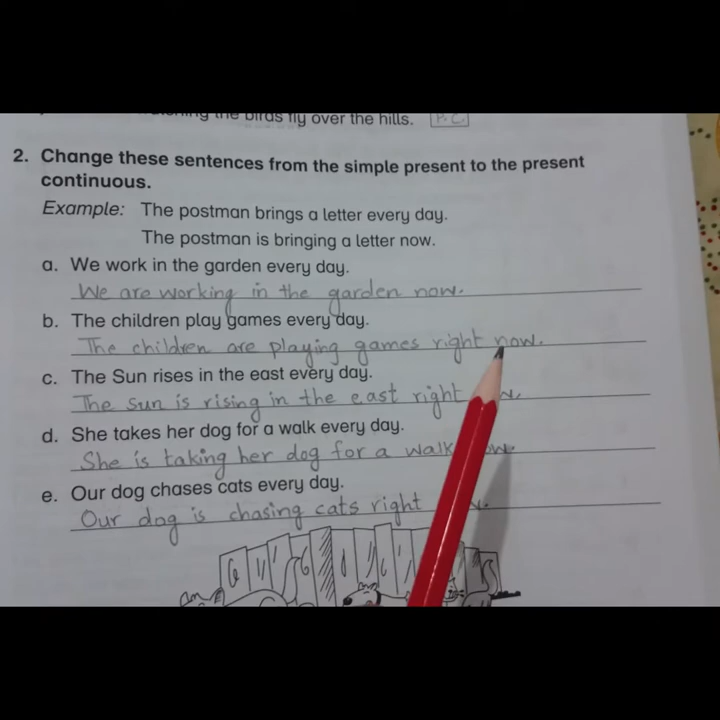 the birds fly over the hills. P.C.
2. Change these sentences from the simple present to the present
continuous.
Example: The postman brings a letter every day.
The postman is bringing a letter now.
a. We work in the garden every day.
We are working in the garden now.
b. The children play games every day.
The children are playing games right now.
c. The Sun rises in the east every day.
The sun is rising in the east right
d. She takes her dog for a walk every day.
She is taking her dog for a walk
e. Our dog chases cats every day.
Our dog is chasing cats right